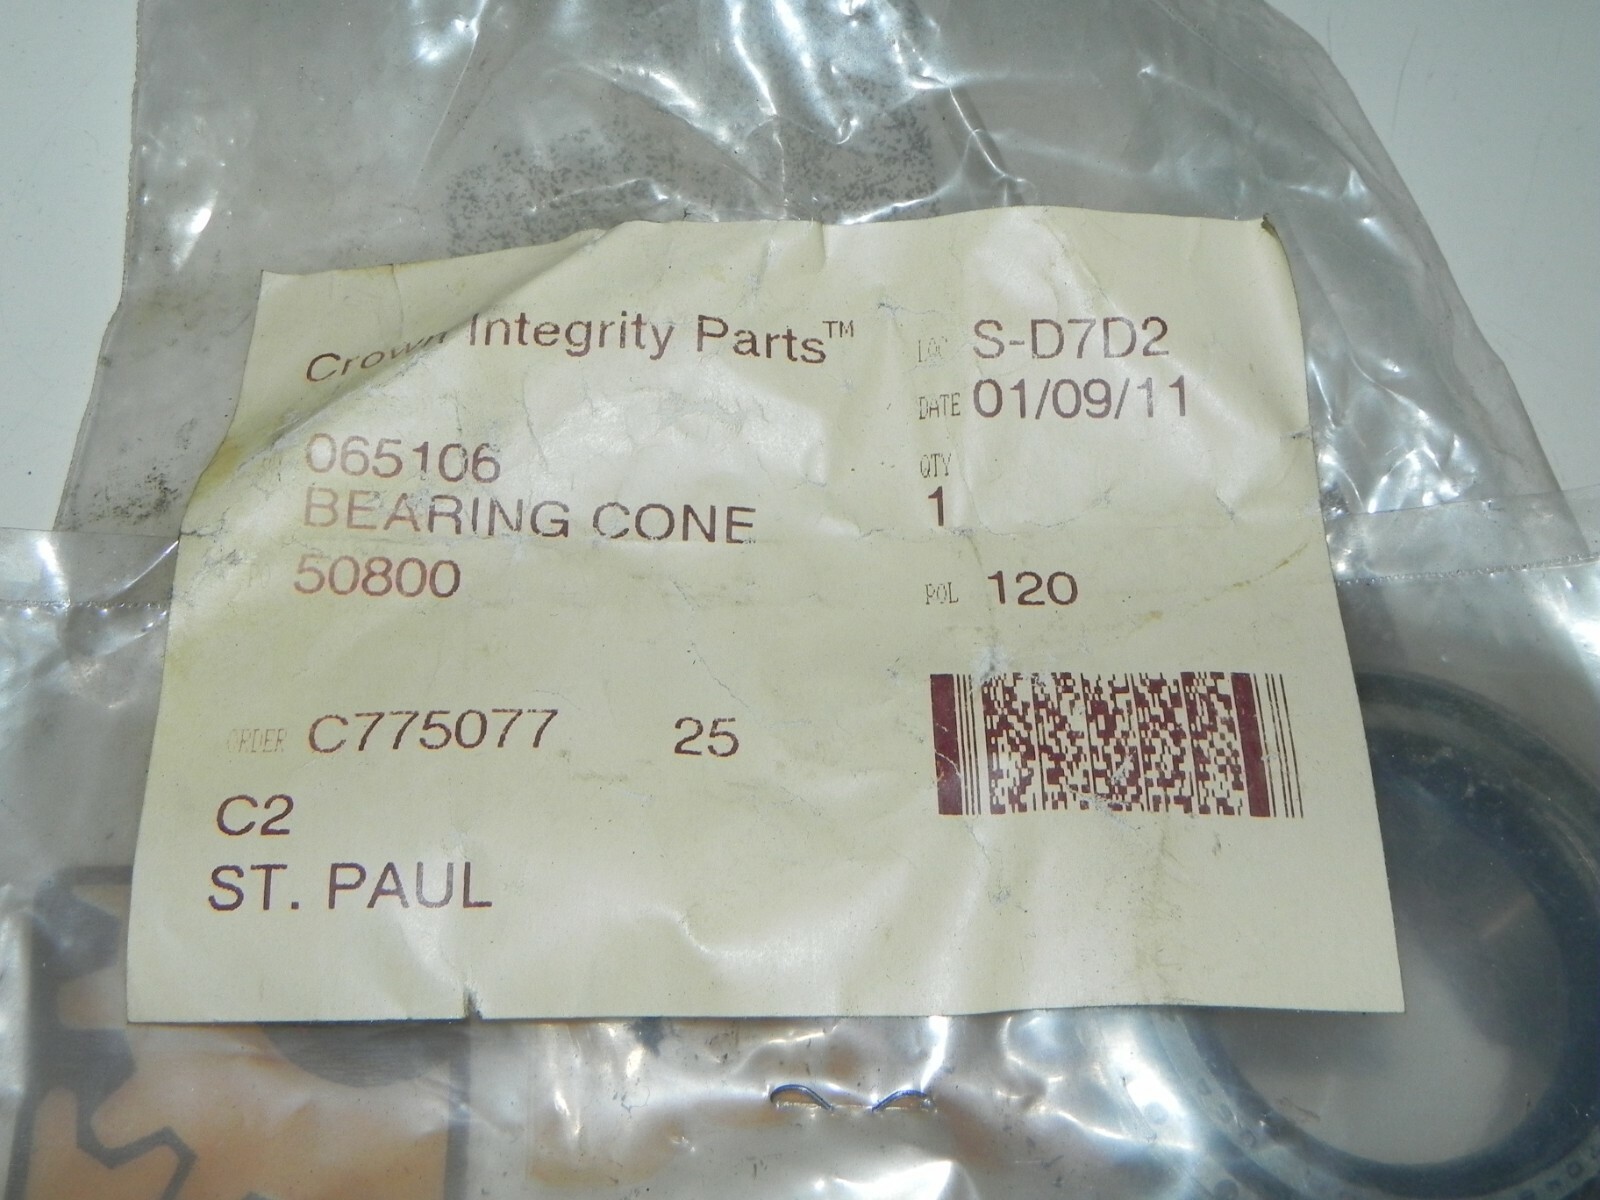 Crown Integrity Parts™
LOC S-D7D2
DATE 01/09/11
065106
QTY
BEARING CONE
1
50800
POL 120
ORDER C775077 25
C2
ST. PAUL